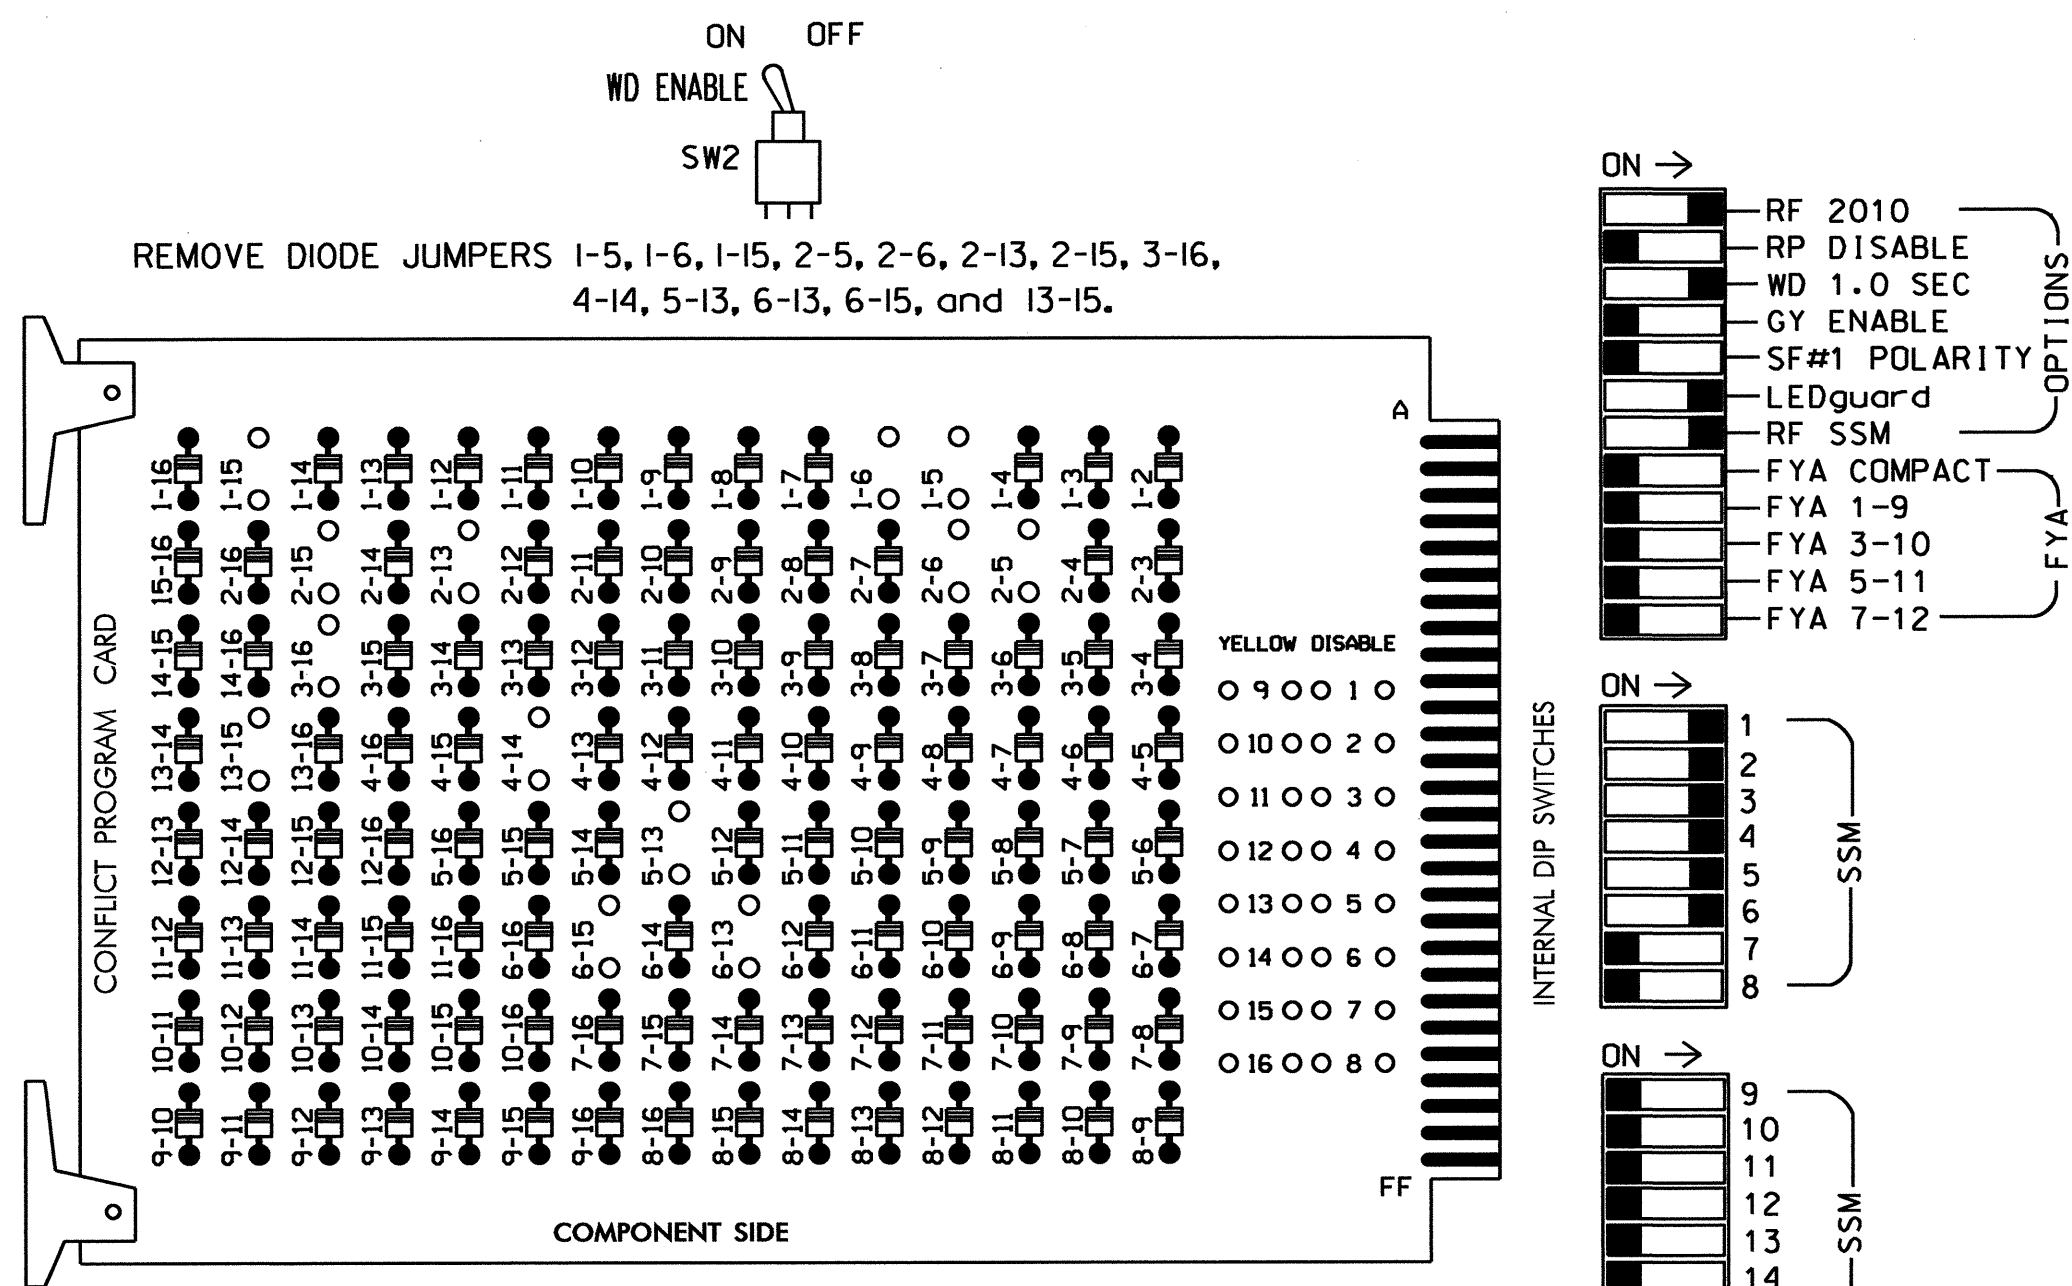 ON OFF
WD ENABLE
SW2
REMOVE DIODE JUMPERS 1-5, 1-6, 1-15, 2-5, 2-6, 2-13, 2-15, 3-16,
4-14, 5-13, 6-13, 6-15, and 13-15.
CONFLICT PROGRAM CARD
A
1-16 1-15 1-14 1-13 1-12 1-11 1-10 1-9 1-8 1-7 1-6 1-5 1-4 1-3 1-2
15-16 2-16 2-15 2-14 2-13 2-12 2-11 2-10 2-9 2-8 2-7 2-6 2-5 2-4 2-3
14-15 14-16 3-16 3-15 3-14 3-13 3-12 3-11 3-10 3-9 3-8 3-7 3-6 3-5 3-4
13-14 13-15 13-16 4-16 4-15 4-14 4-13 4-12 4-11 4-10 4-9 4-8 4-7 4-6 4-5
12-13 12-14 12-15 12-16 5-16 5-15 5-14 5-13 5-12 5-11 5-10 5-9 5-8 5-7 5-6
11-12 11-13 11-14 11-15 11-16 6-16 6-15 6-14 6-13 6-12 6-11 6-10 6-9 6-8 6-7
10-11 10-12 10-13 10-14 10-15 10-16 7-16 7-15 7-14 7-13 7-12 7-11 7-10 7-9 7-8
9-10 9-11 9-12 9-13 9-14 9-15 9-16 8-16 8-15 8-14 8-13 8-12 8-11 8-10 8-9
YELLOW DISABLE
9 1
10 2
11 3
12 4
13 5
14 6
15 7
16 8
FF
COMPONENT SIDE
INTERNAL DIP SWITCHES
ON →
RF 2010
RP DISABLE
WD 1.0 SEC
GY ENABLE
SF#1 POLARITY
LEDguard
RF SSM
OPTIONS
FYA COMPACT
FYA 1-9
FYA 3-10
FYA 5-11
FYA 7-12
FYA
ON →
1
2
3
4
5
6
7
8
SSM
ON →
9
10
11
12
13
14
SSM